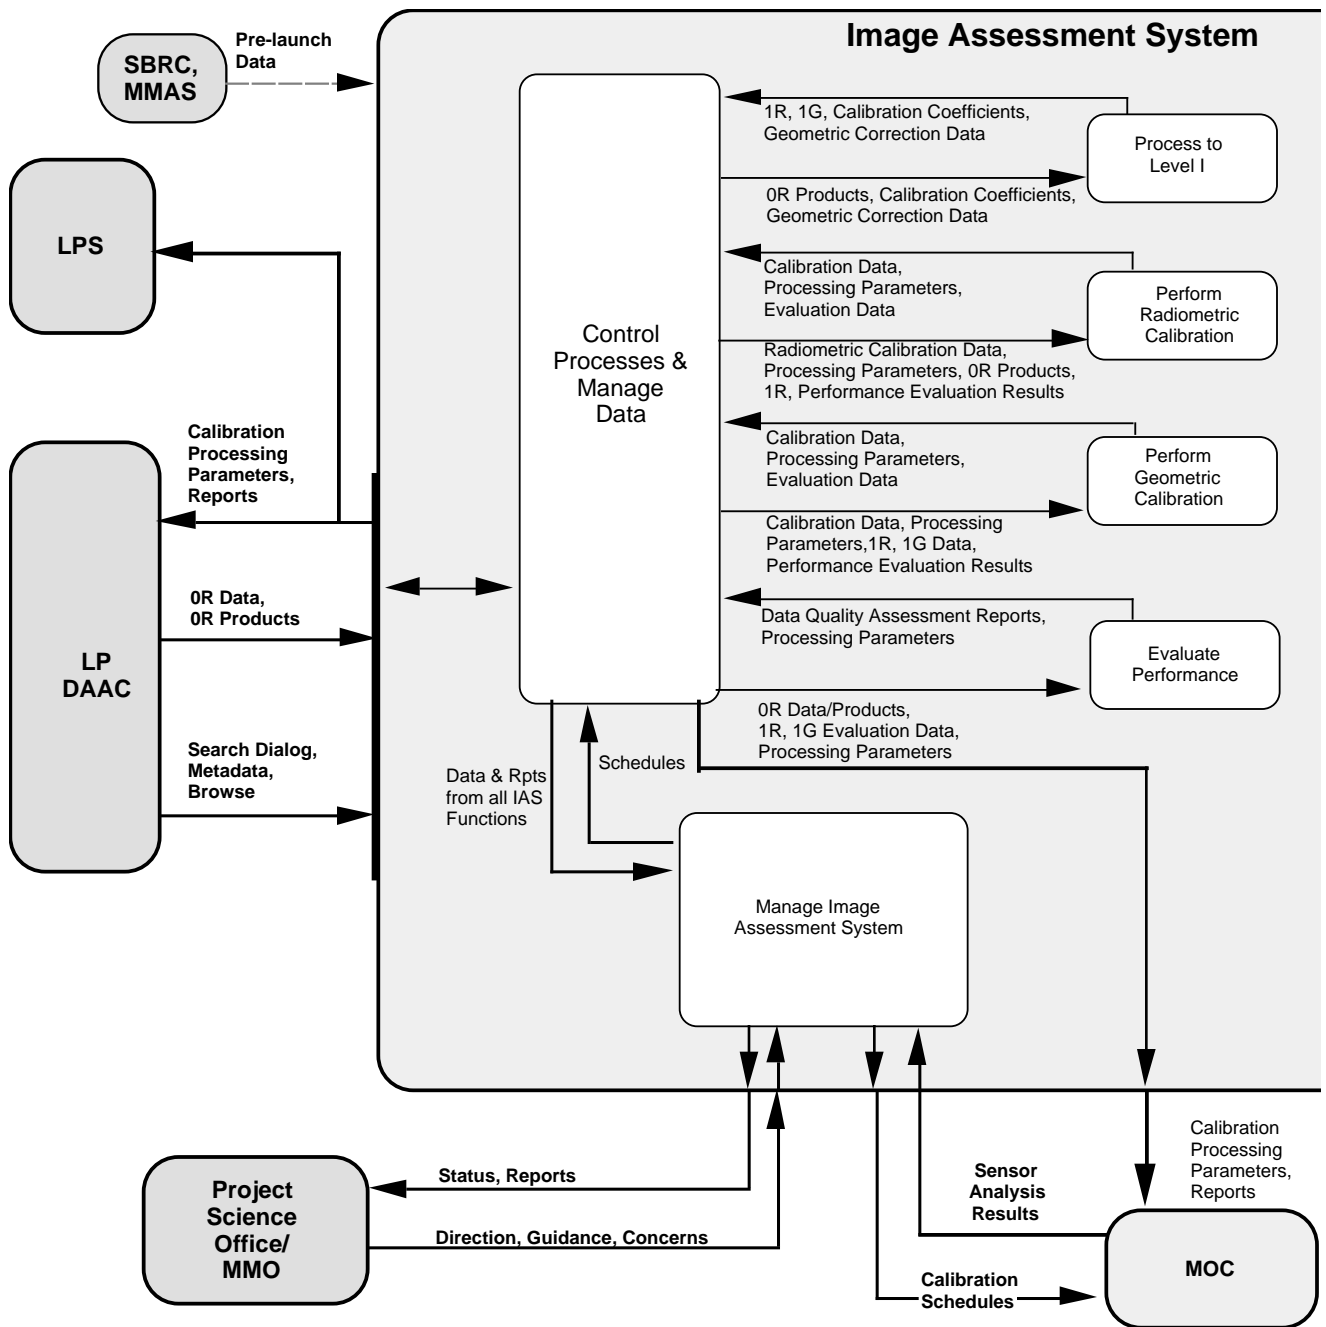 Image Assessment System
Pre-launch
Data
SBRC,
MMAS
1R, 1G, Calibration Coefficients,
Geometric Correction Data
Process to
Level I
0R Products, Calibration Coefficients,
Geometric Correction Data
LPS
Calibration Data,
Processing Parameters,
Evaluation Data
Perform
Radiometric
Calibration
Control
Processes &
Manage
Data
Radiometric Calibration Data,
Processing Parameters, 0R Products,
1R, Performance Evaluation Results
Calibration
Processing
Parameters,
Reports
Calibration Data,
Processing Parameters,
Evaluation Data
Perform
Geometric
Calibration
Calibration Data, Processing
Parameters,1R, 1G Data,
Performance Evaluation Results
0R Data,
0R Products
Data Quality Assessment Reports,
Processing Parameters
LP
DAAC
Evaluate
Performance
0R Data/Products,
1R, 1G Evaluation Data,
Processing Parameters
Search Dialog,
Metadata,
Browse
Schedules
Data & Rpts
from all IAS
Functions
Manage Image
Assessment System
Calibration
Processing
Parameters,
Reports
Status, Reports
Sensor
Analysis
Results
Project
Science
Office/
MMO
Direction, Guidance, Concerns
MOC
Calibration
Schedules